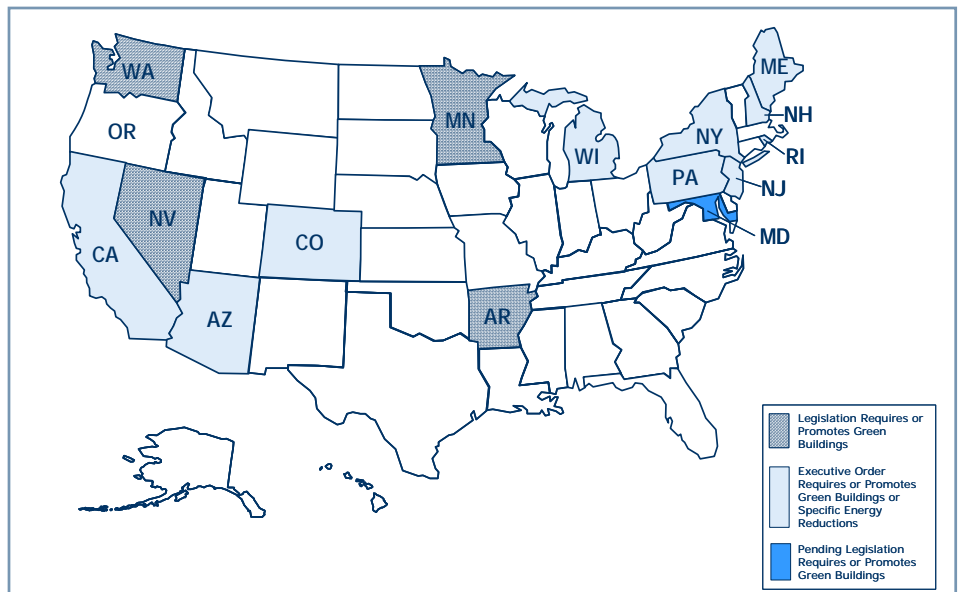 WA
ME
MN
NH
OR
NY
WI
RI
PA
NJ
NV
MD
CO
CA
AZ
AR
Legislation Requires or
Promotes Green
Buildings
Executive Order
Requires or Promotes
Green Buildings or
Specific Energy
Reductions
Pending Legislation
Requires or Promotes
Green Buildings